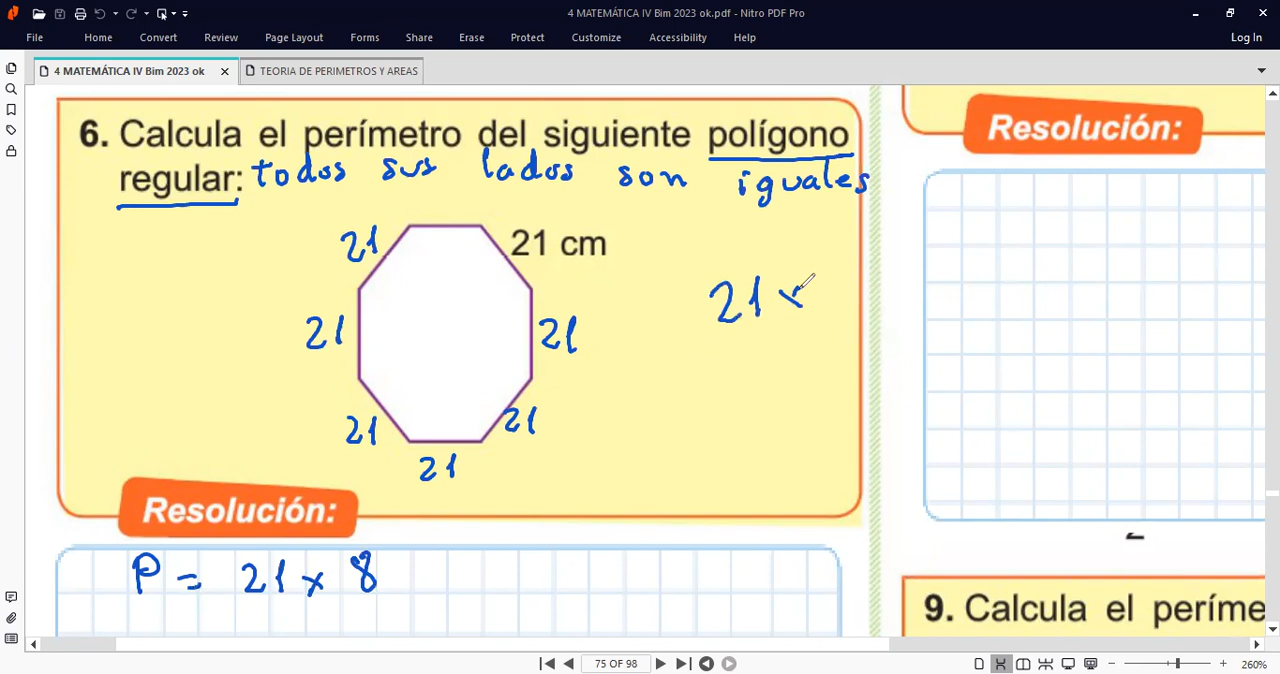 4 MATEMÁTICA IV Bim 2023 ok.pdf - Nitro PDF Pro
File Home Convert Review Page Layout Forms Share Erase Protect Customize Accessibility Help Log In
4 MATEMÁTICA IV Bim 2023 ok TEORIA DE PERIMETROS Y AREAS
6. Calcula el perímetro del siguiente polígono
regular: todos sus lados son iguales
21 21 cm
21 × 
21 21
21 21
21
Resolución:
P = 21 x 8
Resolución:
9. Calcula el períme
75 OF 98
260%